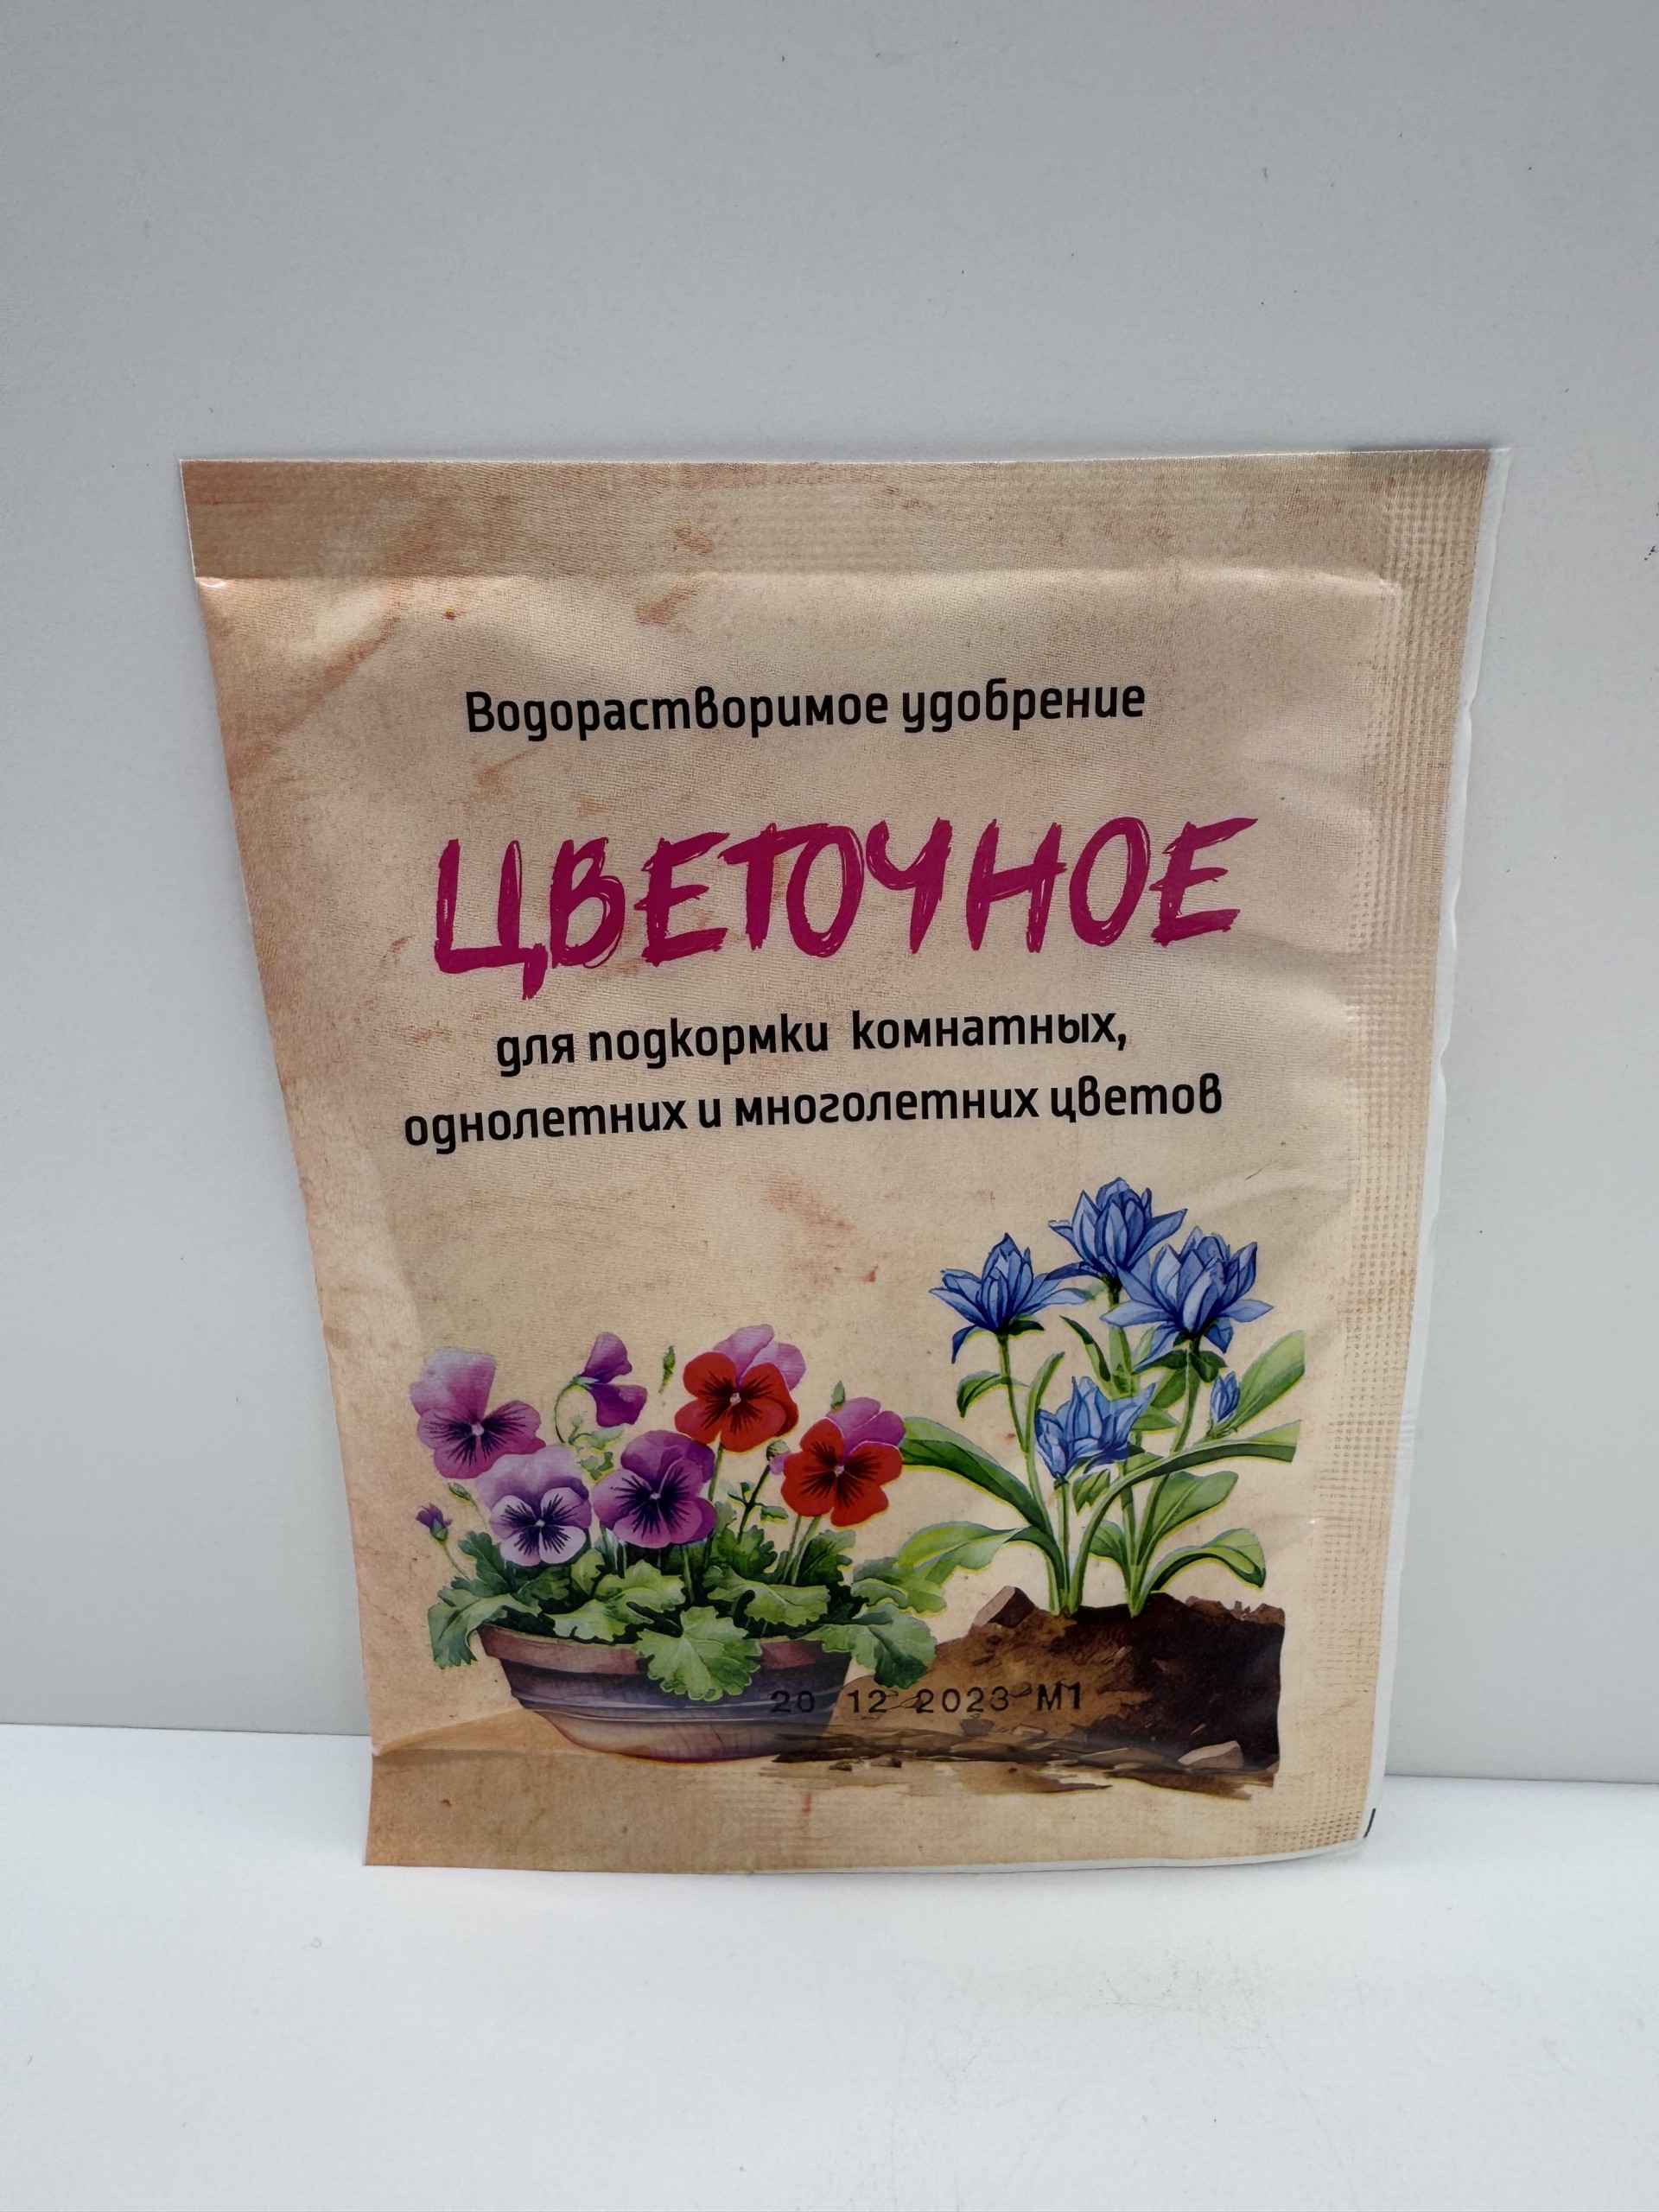 Водорастворимое удобрение
ЦВЕТОЧНОЕ
для подкормки комнатных,
однолетних и многолетних цветов
20 12 2023 М1